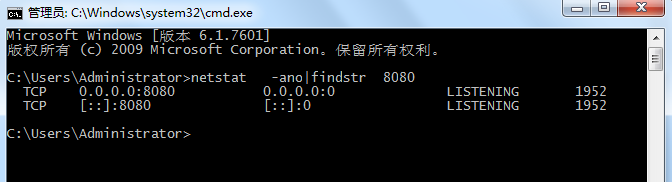 管理员: C:\Windows\system32\cmd.exe
Microsoft Windows [版本 6.1.7601]
版权所有 (c) 2009 Microsoft Corporation。保留所有权利。
C:\Users\Administrator>netstat   -ano|findstr  8080
  TCP    0.0.0.0:8080           0.0.0.0:0              LISTENING       1952
  TCP    [::]:8080              [::]:0                 LISTENING       1952
C:\Users\Administrator>